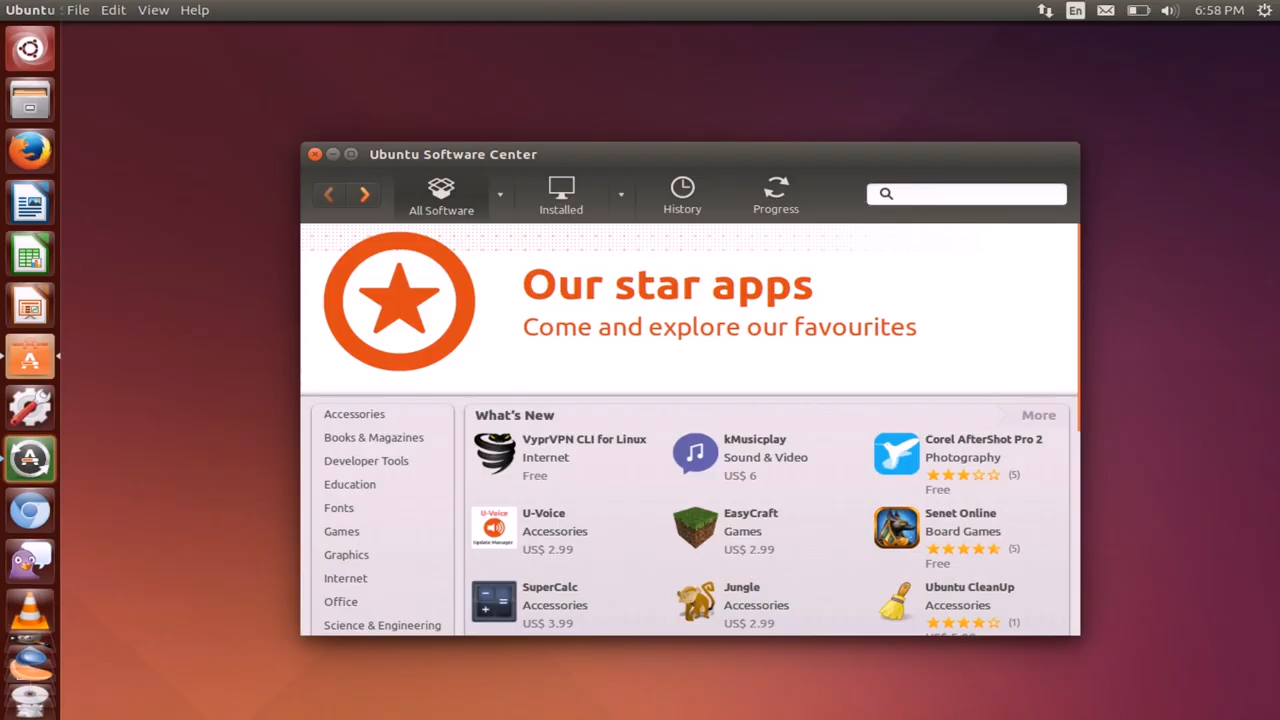 Ubuntu S File Edit View Help
En 6:58 PM
Ubuntu Software Center
All Software Installed History Progress
Our star apps
Come and explore our favourites
Accessories
Books & Magazines
Developer Tools
Education
Fonts
Games
Graphics
Internet
Office
Science & Engineering
What's New More
VyprVPN CLI for Linux
Internet
Free
kMusicplay
Sound & Video
US$ 6
Corel AfterShot Pro 2
Photography
(5)
Free
U-Voice
Update Manager
U-Voice
Accessories
US$ 2.99
EasyCraft
Games
US$ 2.99
Senet Online
Board Games
(5)
Free
SuperCalc
Accessories
US$ 3.99
Jungle
Accessories
US$ 2.99
Ubuntu CleanUp
Accessories
(1)